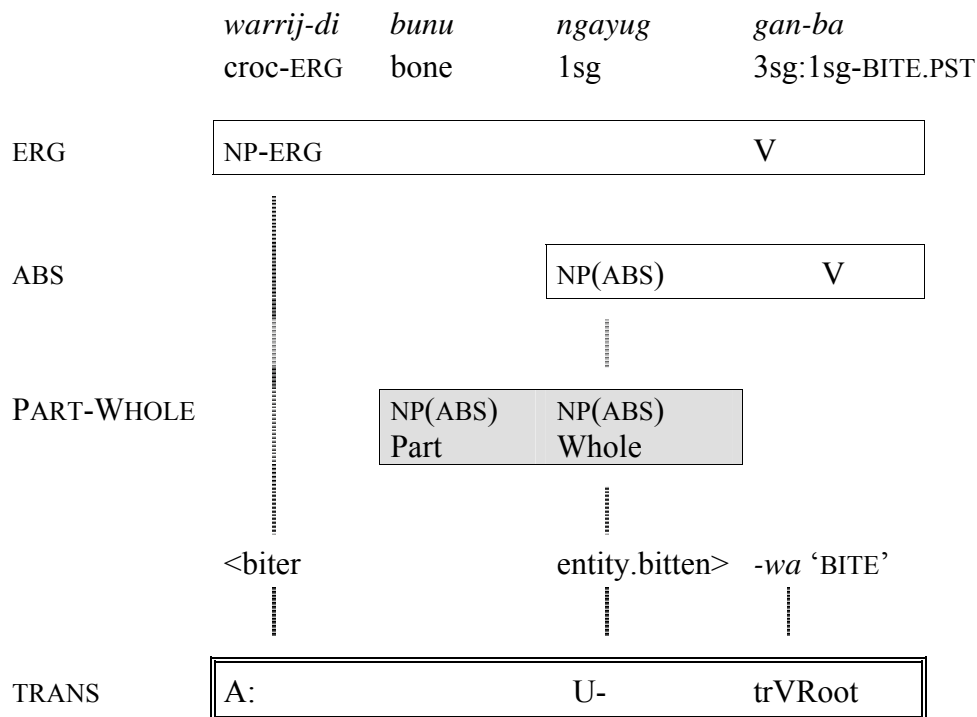 warrij-di bunu ngayug gan-ba
croc-ERG bone 1sg 3sg:1sg-BITE.PST
ERG NP-ERG V
ABS NP(ABS) V
PART-WHOLE NP(ABS) NP(ABS)
Part Whole
<biter entity.bitten> -wa ‘BITE’
TRANS A: U- trVRoot